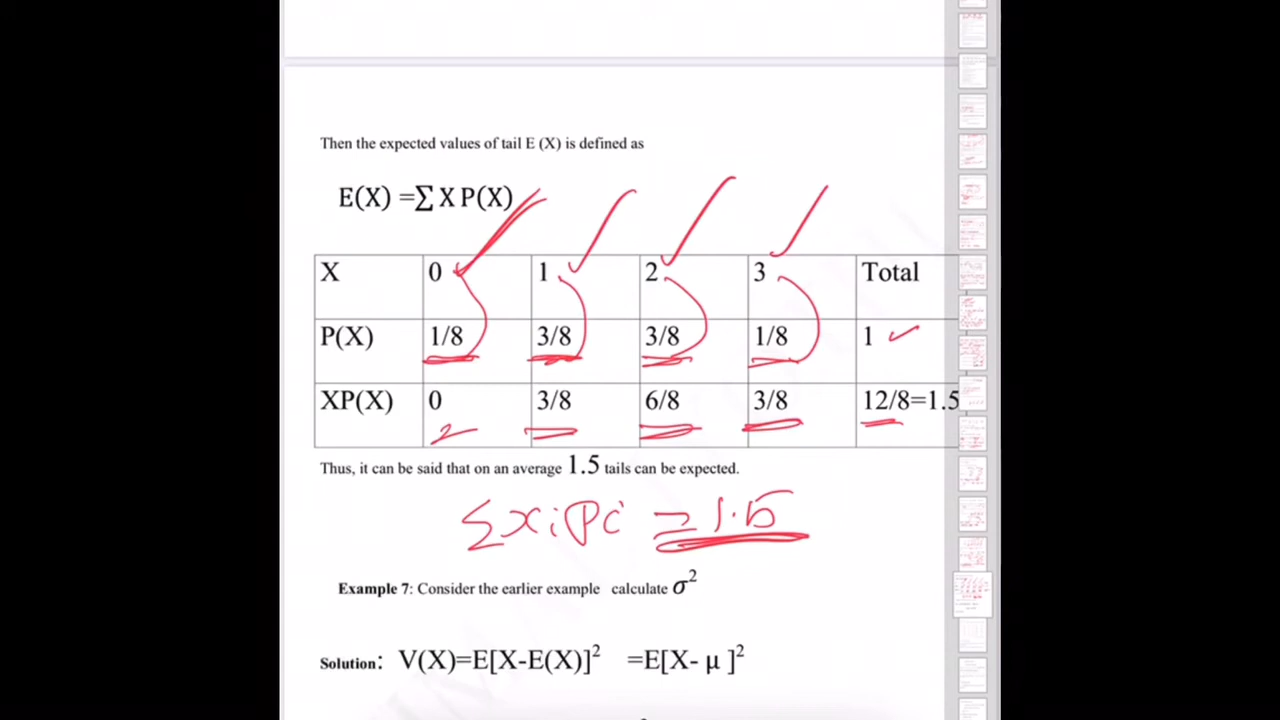 Then the expected values of tail E (X) is defined as
E(X) =∑ X P(X)
X 0 1 2 3 Total
P(X) 1/8 3/8 3/8 1/8 1
XP(X) 0 3/8 6/8 3/8 12/8=1.5
Thus, it can be said that on an average 1.5 tails can be expected.
∑xipi = 1.5
Example 7: Consider the earlier example calculate σ²
Solution: V(X)=E[X-E(X)]² =E[X- μ ]²